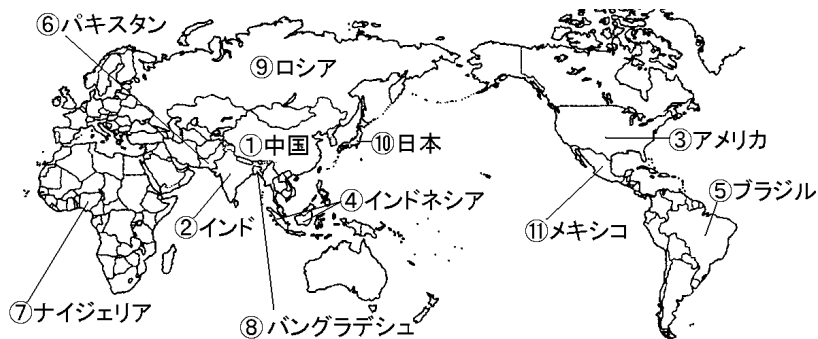 ⑥パキスタン
⑨ロシア
①中国
⑩日本
③アメリカ
④インドネシア
⑤ブラジル
②インド
⑪メキシコ
⑦ナイジェリア
⑧バングラデシュ